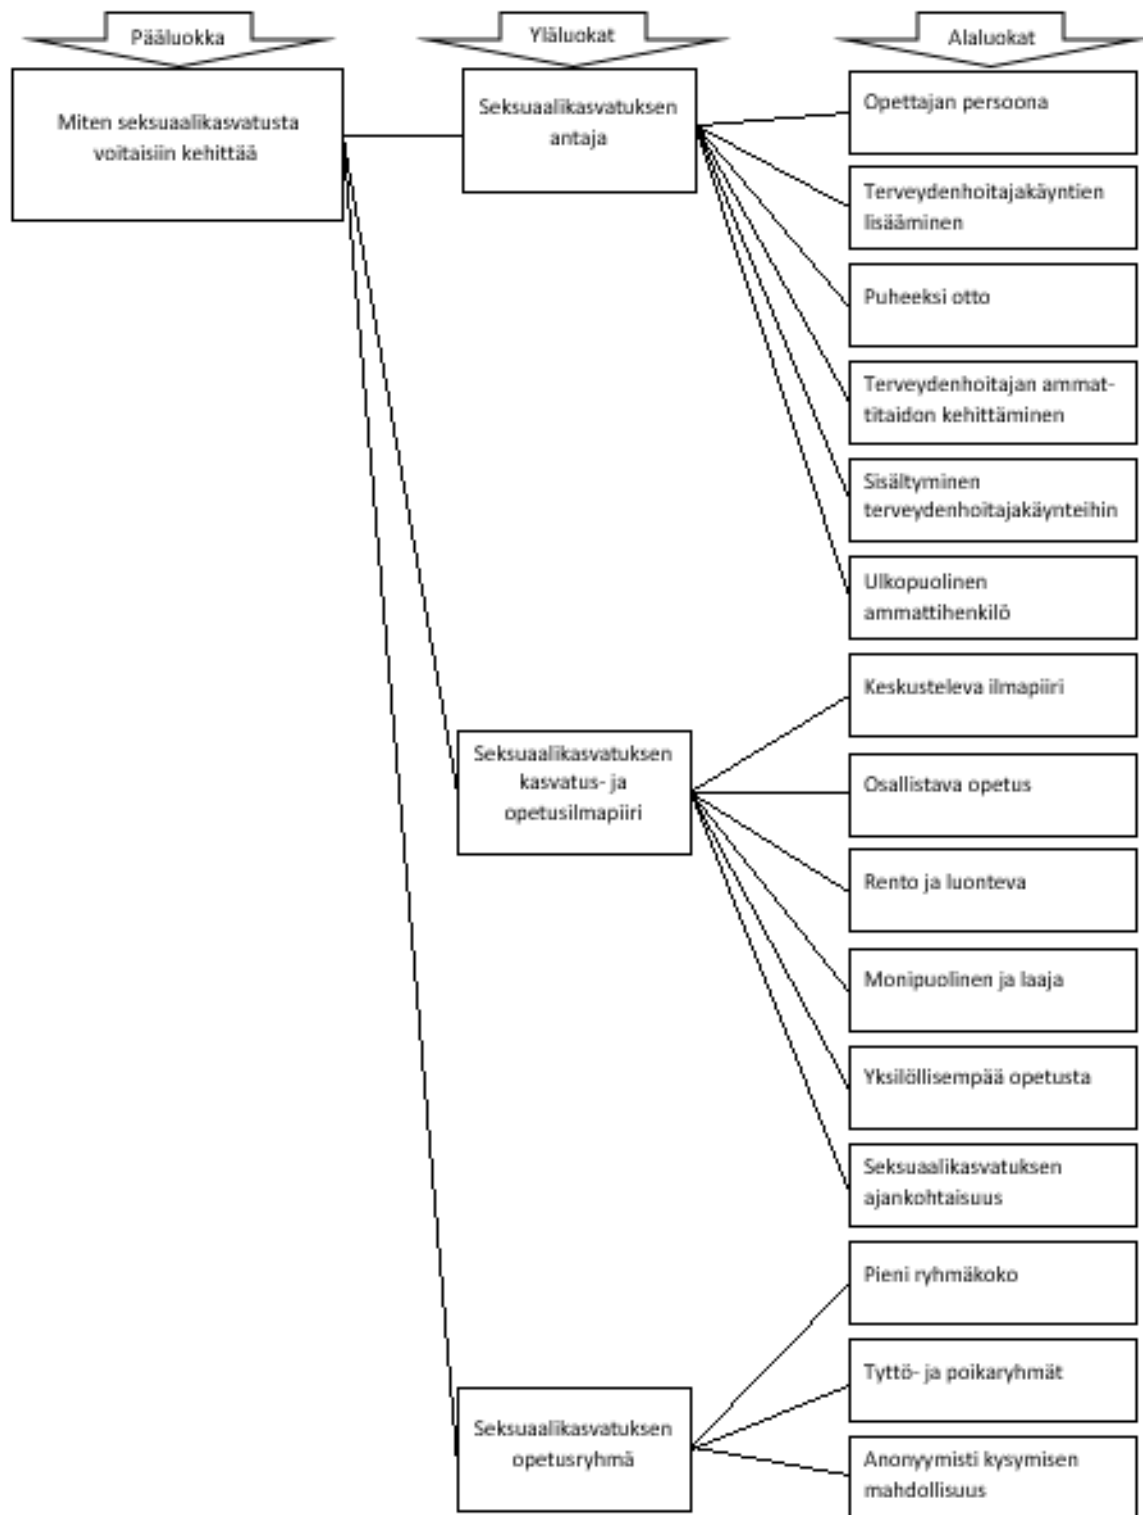 Pääluokka
Yläluokat
Alaluokat
Miten seksuaalikasvatusta
voitaisiin kehittää
Seksuaalikasvatuksen
antaja
Opettajan persoona
Terveydenhoitajakäyntien
lisääminen
Puheeksi otto
Terveydenhoitajan ammat-
titaidon kehittäminen
Sisältyminen
terveydenhoitajakäynteihin
Ulkopuolinen
ammattihenkilö
Seksuaalikasvatuksen
kasvatus- ja
opetusilmapiiri
Keskusteleva ilmapiiri
Osallistava opetus
Rento ja luonteva
Monipuolinen ja laaja
Yksilöllisempää opetusta
Seksuaalikasvatuksen
ajankohtaisuus
Seksuaalikasvatuksen
opetusryhmä
Pieni ryhmäkoko
Tyttö- ja poikaryhmät
Anonyymisti kysymisen
mahdollisuus